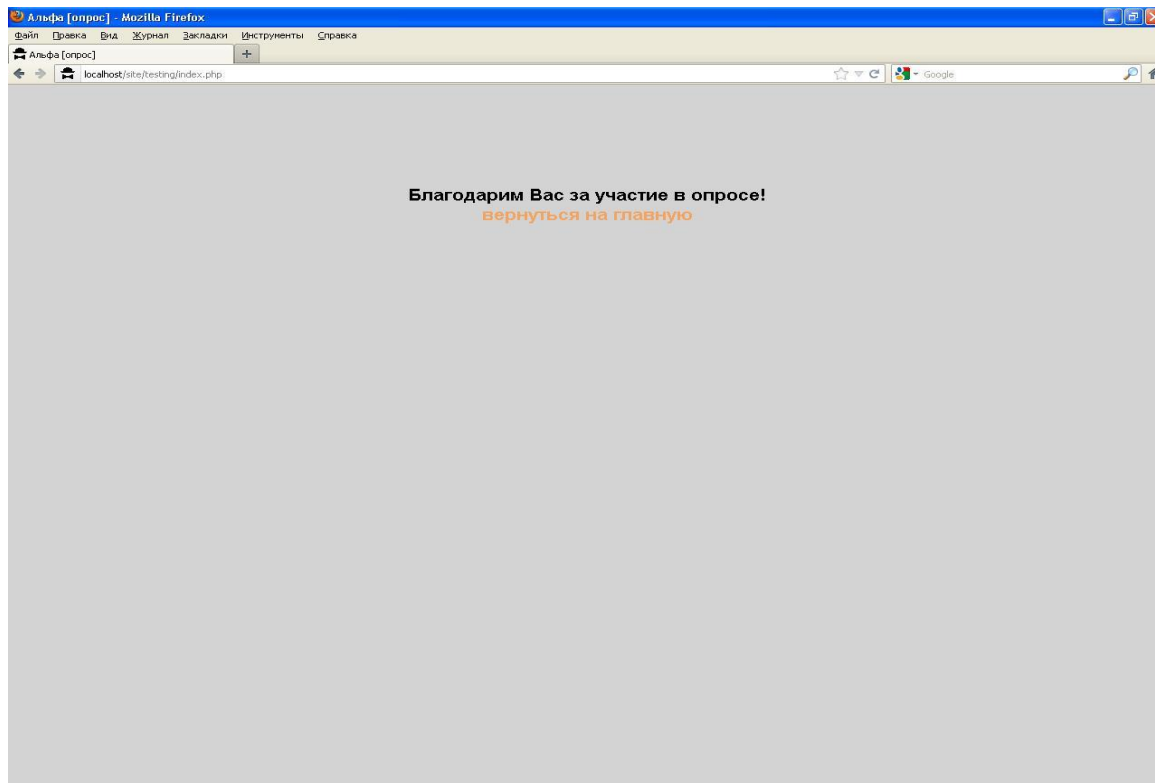 Альфа [опрос] - Mozilla Firefox
Файл Правка Вид Журнал Закладки Инструменты Справка
Альфа [опрос]
localhost/site/testing/index.php Google
Благодарим Вас за участие в опросе!
вернуться на главную